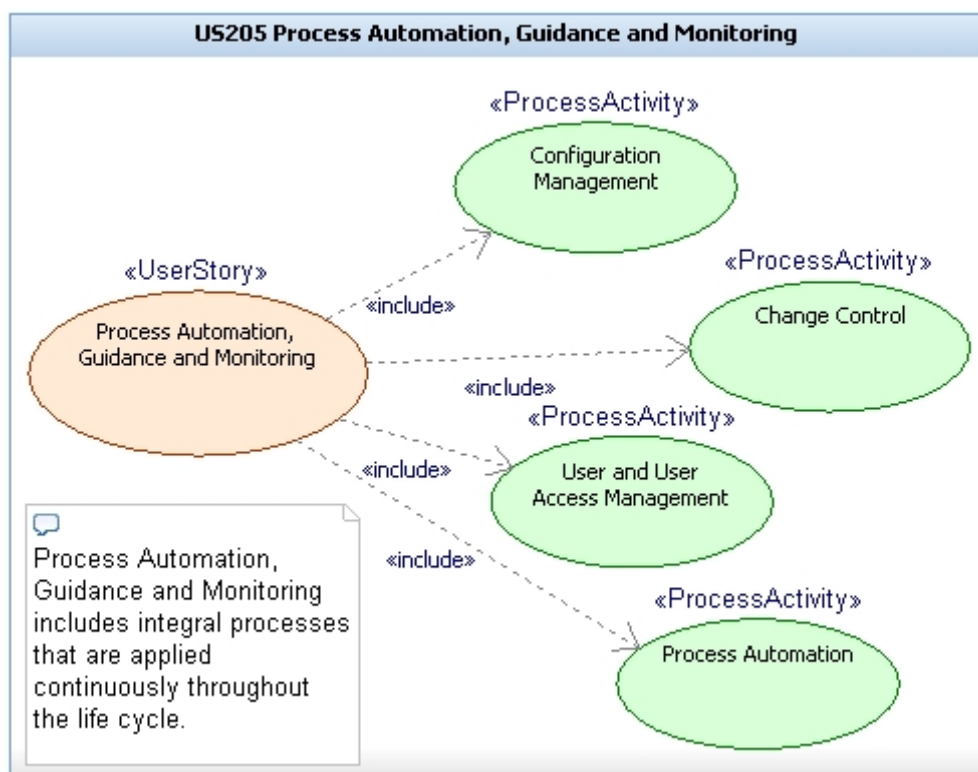 US205 Process Automation, Guidance and Monitoring
«ProcessActivity»
Configuration
Management
«UserStory»
Process Automation,
Guidance and Monitoring
«include»
«ProcessActivity»
Change Control
«include»
«ProcessActivity»
User and User
Access Management
«include»
«include»
«ProcessActivity»
Process Automation
Process Automation,
Guidance and Monitoring
includes integral processes
that are applied
continuously throughout
the life cycle.